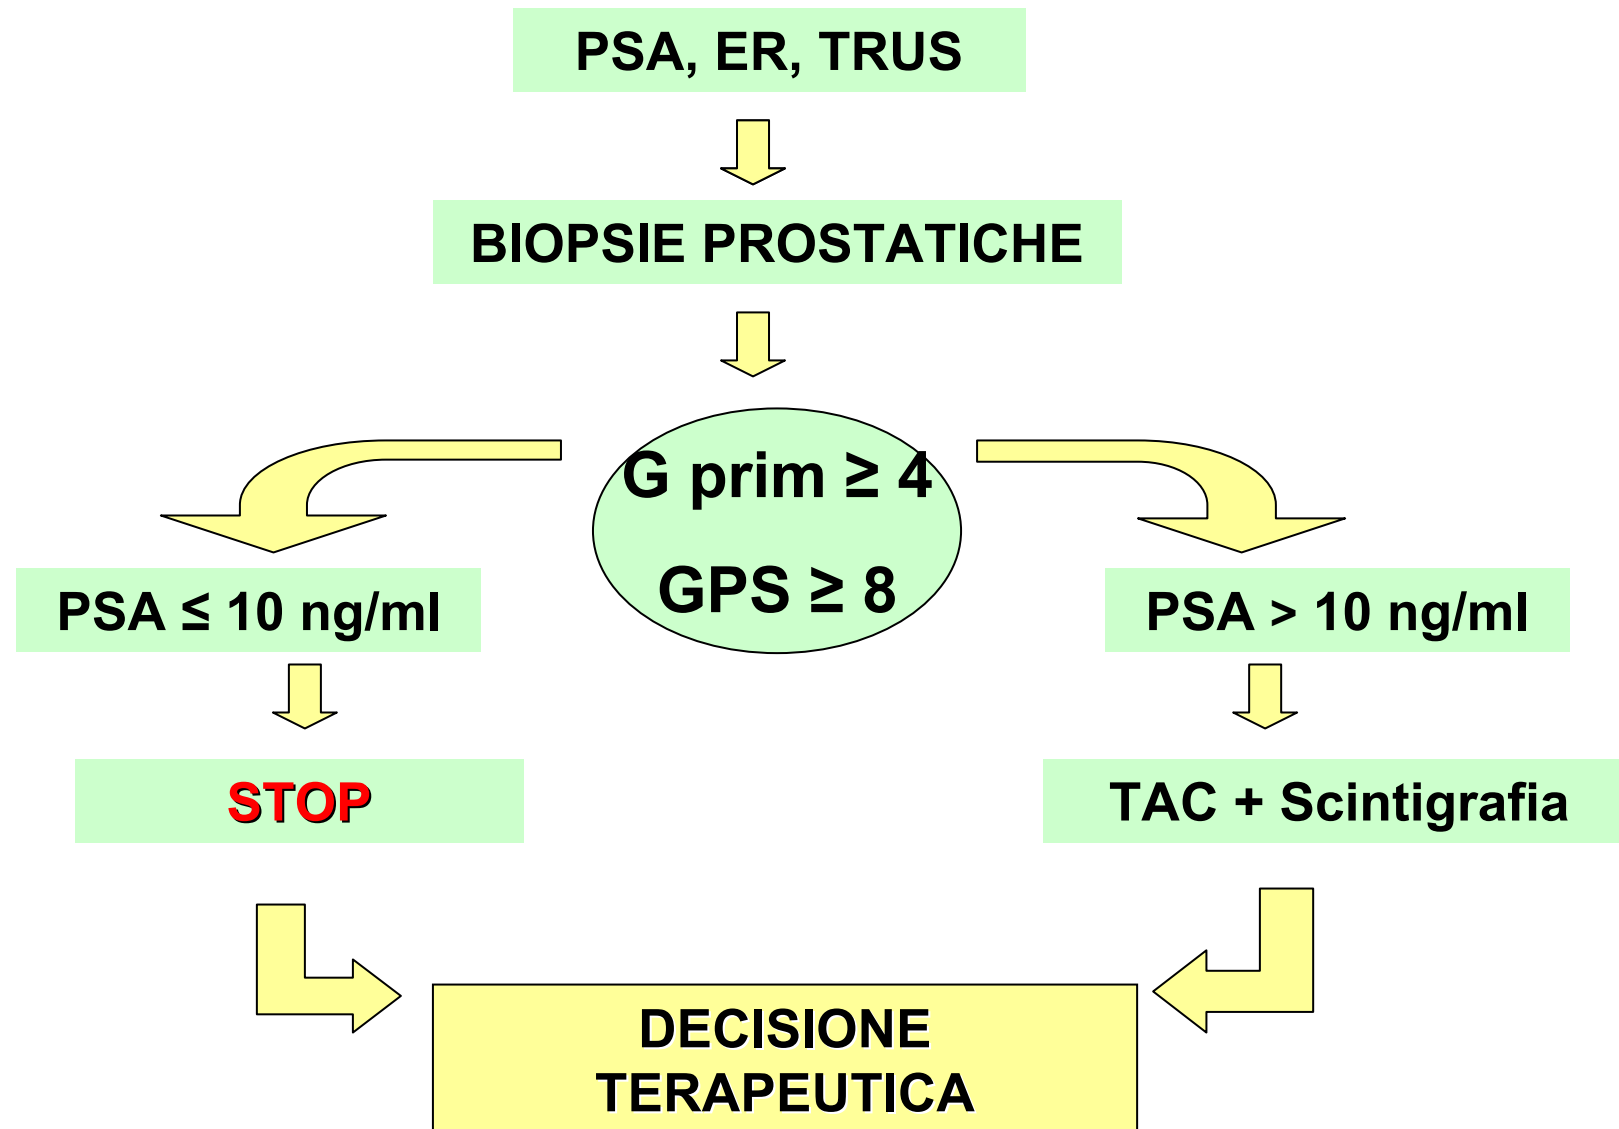 PSA, ER, TRUS
BIOPSIE PROSTATICHE
G prim ≥ 4
GPS ≥ 8
PSA ≤ 10 ng/ml
PSA > 10 ng/ml
STOP
TAC + Scintigrafia
DECISIONE
TERAPEUTICA